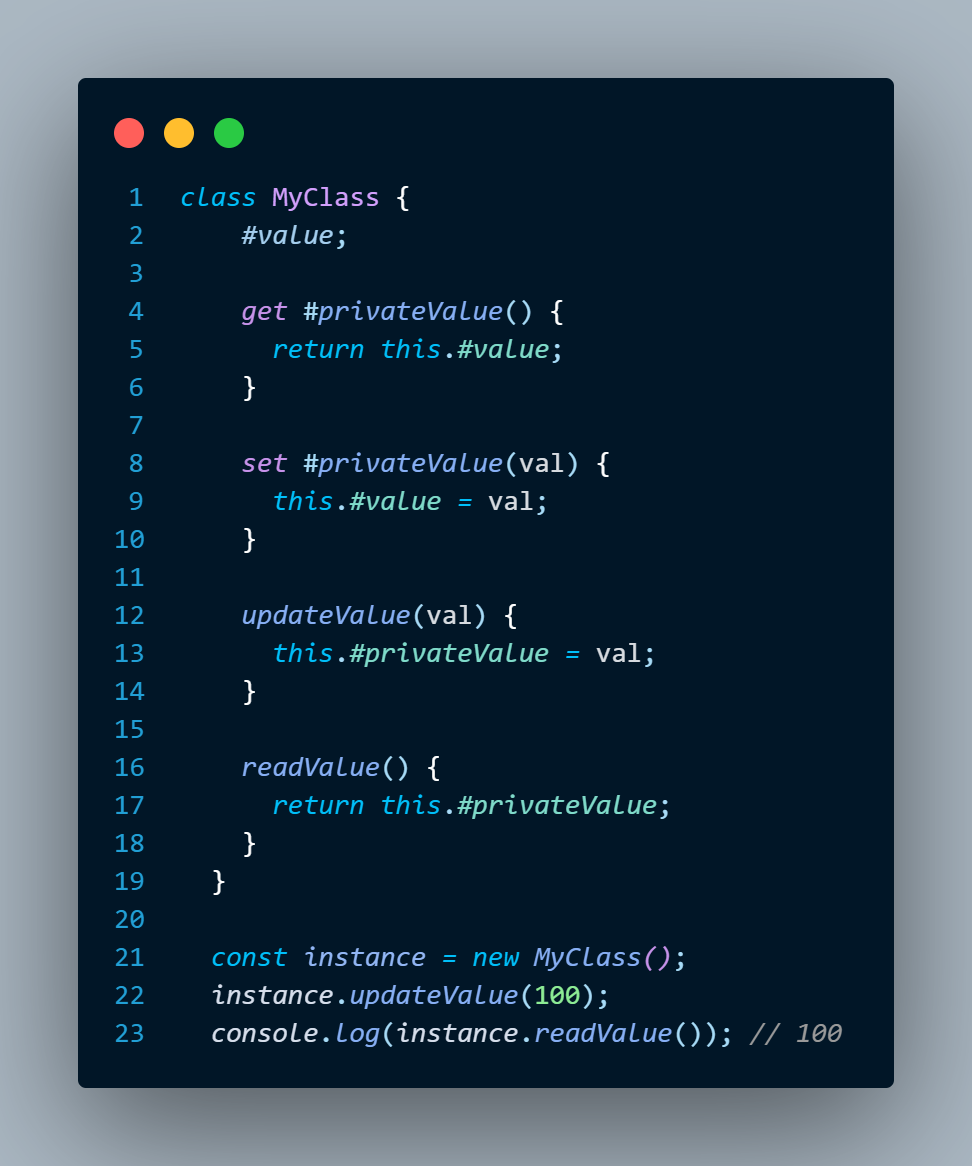 1 class MyClass {
2     #value;
3
4     get #privateValue() {
5       return this.#value;
6     }
7
8     set #privateValue(val) {
9       this.#value = val;
10     }
11
12     updateValue(val) {
13       this.#privateValue = val;
14     }
15
16     readValue() {
17       return this.#privateValue;
18     }
19   }
20
21   const instance = new MyClass();
22   instance.updateValue(100);
23   console.log(instance.readValue()); // 100